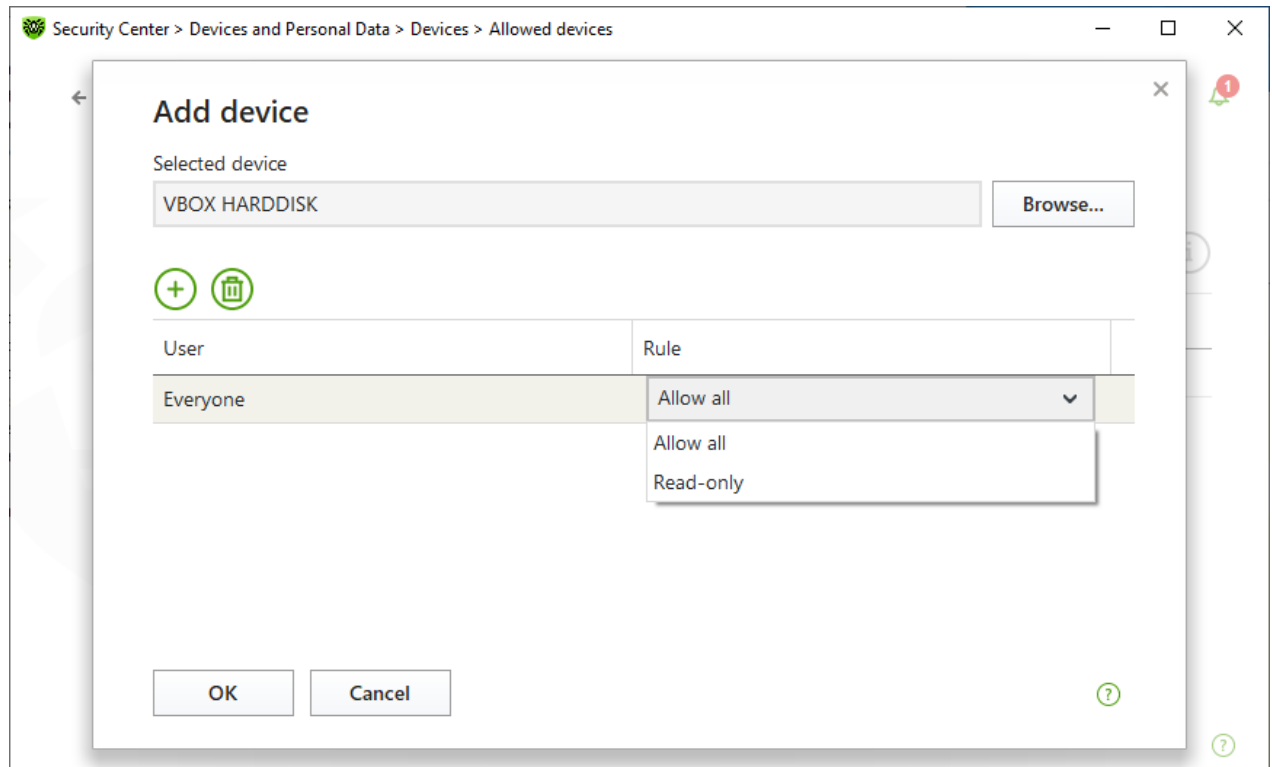 Security Center > Devices and Personal Data > Devices > Allowed devices
1
Add device
Selected device
VBOX HARDDISK
Browse...
User Rule
Everyone Allow all
Allow all
Read-only
OK Cancel
?
?